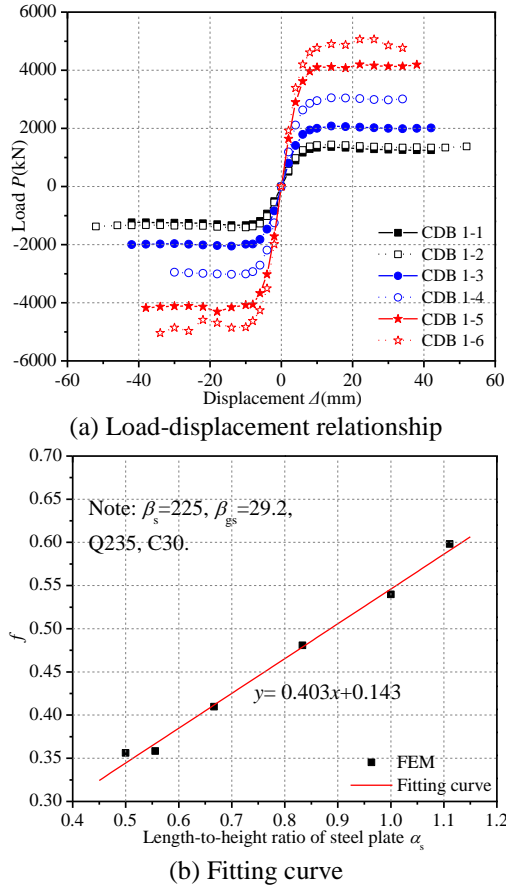 Load P(kN)
6000
4000
2000
0
-2000
-4000
-6000
CDB 1-1
CDB 1-2
CDB 1-3
CDB 1-4
CDB 1-5
CDB 1-6
-60 -40 -20 0 20 40 60
Displacement Δ(mm)
(a) Load-displacement relationship
f
0.70
0.65
0.60
0.55
0.50
0.45
0.40
0.35
0.30
Note: βs=225, βgs=29.2,
Q235, C30.
y= 0.403x+0.143
FEM
Fitting curve
0.4 0.5 0.6 0.7 0.8 0.9 1.0 1.1 1.2
Length-to-height ratio of steel plate αs
(b) Fitting curve